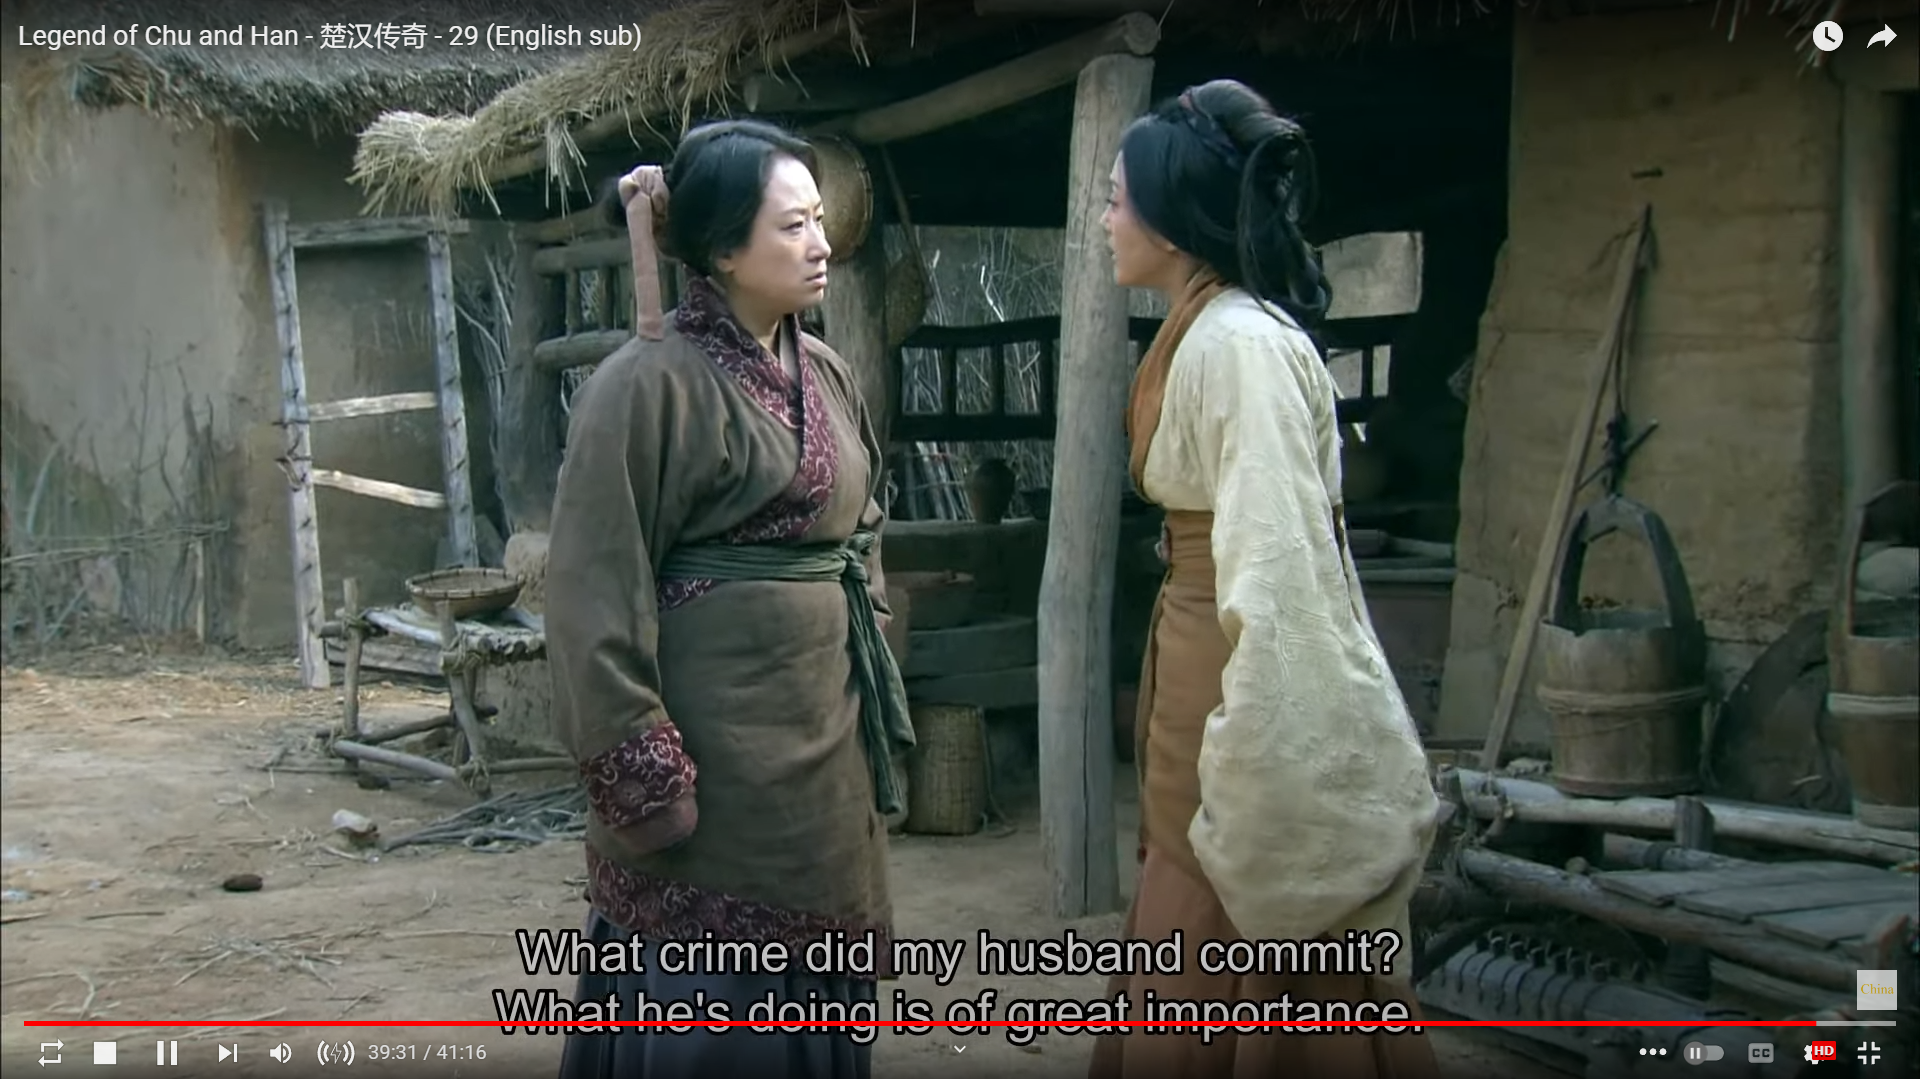 Legend of Chu and Han - 楚汉传奇 - 29 (English sub)
What crime did my husband commit?
What he's doing is of great importance.
China
39:31 / 41:16
CC
HD